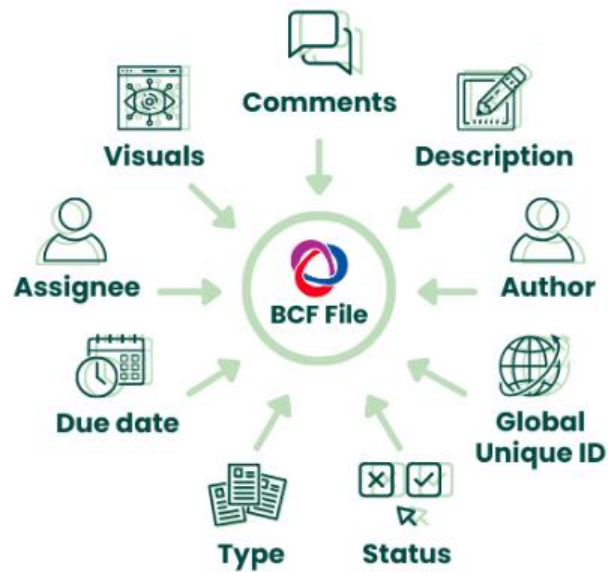 Comments
Visuals
Description
Assignee
BCF File
Author
Due date
Global
Unique ID
Type
Status